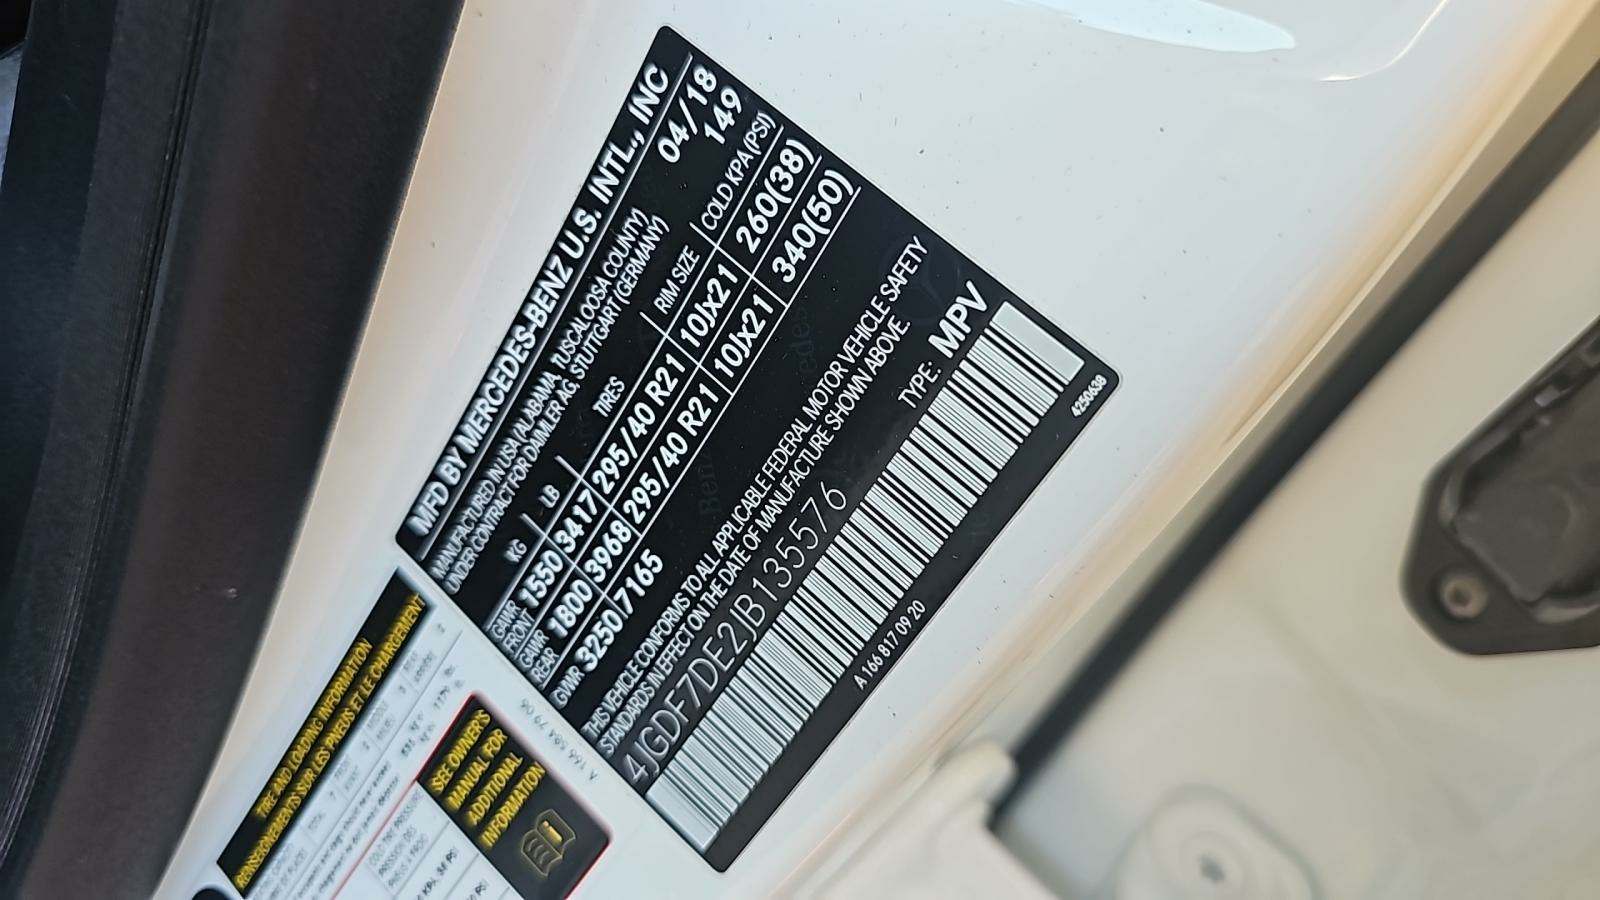 MFD BY MERCEDES-BENZ U.S. INTL., INC
04/18
149
MANUFACTURED IN USA (ALABAMA, TUSCALOOSA COUNTY)
UNDER CONTRACT FOR DAIMLER AG, STUTTGART (GERMANY)
KG LB TIRES RIM SIZE COLD KPA (PSI)
GAWR FRONT 1550 3417 295/40 R21 10Jx21 260(38)
GAWR REAR 1800 3968 295/40 R21 10Jx21 340(50)
GVWR 3250 7165
THIS VEHICLE CONFORMS TO ALL APPLICABLE FEDERAL MOTOR VEHICLE SAFETY
STANDARDS IN EFFECT ON THE DATE OF MANUFACTURE SHOWN ABOVE.
4JGDF7DE2JB135576 TYPE: MPV
A 166 817 09 20
4250638
TIRE AND LOADING INFORMATION
RENSEIGNEMENTS SUR LES PNEUS ET LE CHARGEMENT
SEE OWNER'S
MANUAL FOR
ADDITIONAL
INFORMATION